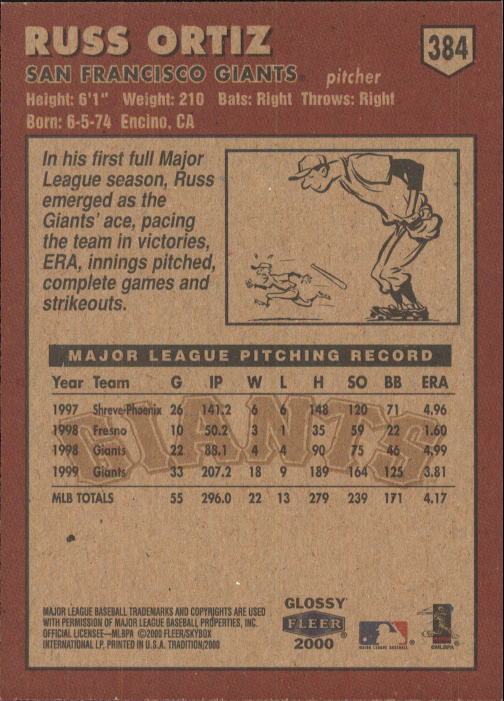 RUSS ORTIZ
384
SAN FRANCISCO GIANTS® pitcher
Height: 6'1" Weight: 210 Bats: Right Throws: Right
Born: 6-5-74 Encino, CA
In his first full Major
League season, Russ
emerged as the
Giants' ace, pacing
the team in victories,
ERA, innings pitched,
complete games and
strikeouts.
MAJOR LEAGUE PITCHING RECORD
Year Team G IP W L H SO BB ERA
1997 Shreve-Phoenix 26 141.2 6 6 148 120 71 4.96
1998 Fresno 10 50.2 3 1 35 59 22 1.60
1998 Giants 22 88.1 4 4 90 75 46 4.99
1999 Giants 33 207.2 18 9 189 164 125 3.81
MLB TOTALS 55 296.0 22 13 279 239 171 4.17
GIANTS
MAJOR LEAGUE BASEBALL TRADEMARKS AND COPYRIGHTS ARE USED
WITH PERMISSION OF MAJOR LEAGUE BASEBALL PROPERTIES, INC.
OFFICIAL LICENSEE—MLBPA ©2000 FLEER/SKYBOX
INTERNATIONAL LP, PRINTED IN U.S.A. TRADITION/2000
GLOSSY
FLEER
2000
MAJOR LEAGUE BASEBALL
©MLBPA